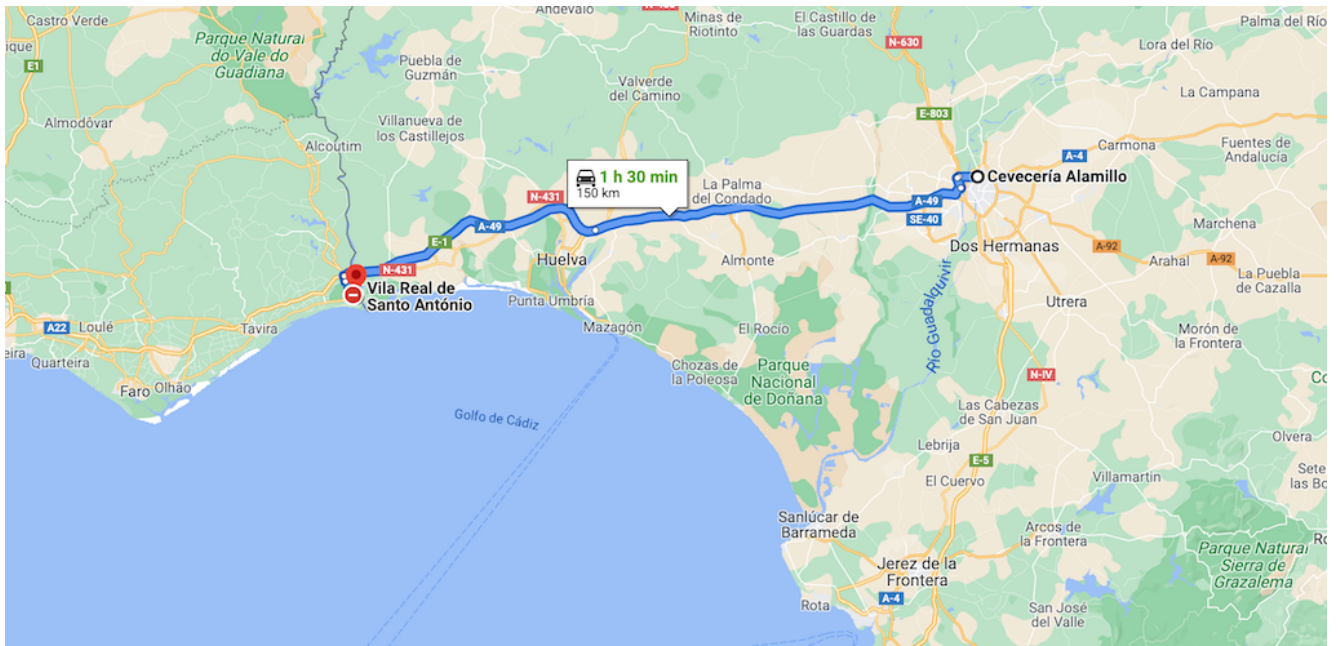 Castro Verde
Andévalo
Minas de
Riotinto
El Castillo de
las Guardas
N-630
Palma del Río
Parque Natural
do Vale do
Guadiana
E1
Puebla de
Guzmán
Lora del Río
Valverde
del Camino
La Campana
Almodôvar
Villanueva de
los Castillejos
E-803
Alcoutim
A-4
Carmona
Fuentes de
Andalucía
1 h 30 min
150 km
Cevecería Alamillo
N-431
La Palma
del Condado
A-49
SE-40
A-49
Marchena
E-1
Dos Hermanas
A-92
A-92
Huelva
Almonte
Arahal
La Puebla
de Cazalla
N-431
Vila Real de
Santo António
Punta Umbría
Río Guadalquivir
Utrera
A22
Loulé
Tavira
Mazagón
El Rocío
Morón de
la Frontera
Quarteira
Chozas de
la Poleosa
Parque
Nacional
de Doñana
N-IV
Faro
Olhão
Golfo de Cádiz
Las Cabezas
de San Juan
Lebrija
Olvera
E-5
El Cuervo
Villamartin
Sanlúcar de
Barrameda
Arcos de
la Frontera
Parque Natural
Sierra de
Grazalema
Jerez de la
Frontera
A-4
Rota
San José
del Valle